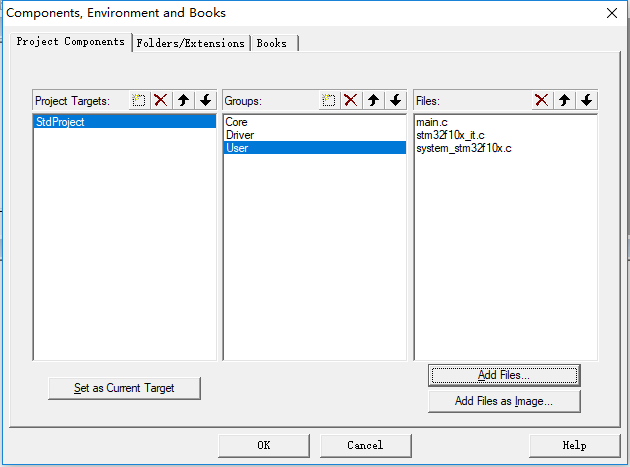 Components, Environment and Books
Project Components
Folders/Extensions
Books
Project Targets:
Groups:
Files:
StdProject
Core
Driver
User
main.c
stm32f10x_it.c
system_stm32f10x.c
Set as Current Target
Add Files...
Add Files as Image...
OK
Cancel
Help